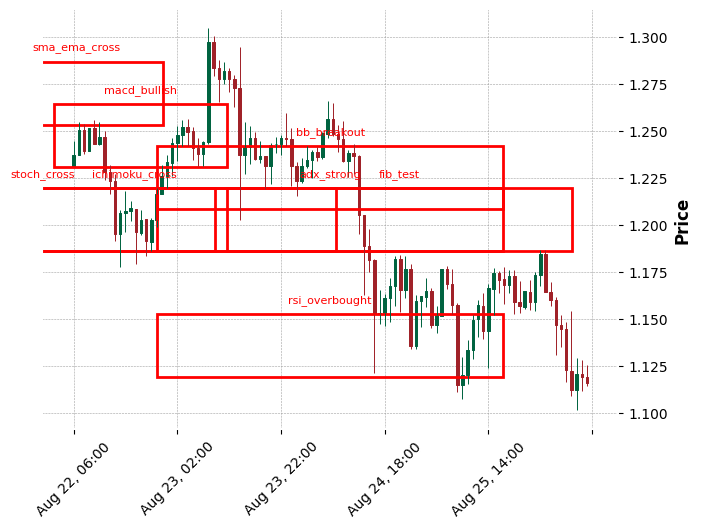 sma_ema_cross
macd_bullish
bb_breakout
stoch_cross
ichimoku_cross
adx_strong
fib_test
rsi_overbought
1.300
1.275
1.250
1.225
1.200
1.175
1.150
1.125
1.100
Price
Aug 22, 06:00
Aug 23, 02:00
Aug 23, 22:00
Aug 24, 18:00
Aug 25, 14:00